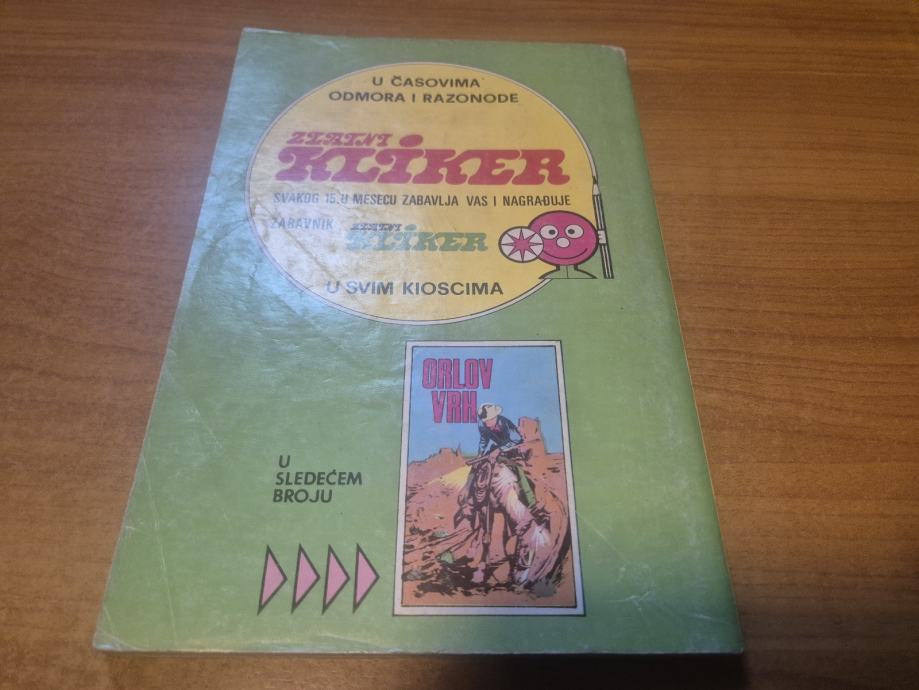 U ČASOVIMA
ODMORA I RAZONODE
ZLATNI
KLIKER
SVAKOG 15. U MESECU ZABAVLJA VAS I NAGRAĐUJE
ZABAVNIK ZLATNI
KLIKER
U SVIM KIOSCIMA
ORLOV
VRH
U
SLEDEĆEM
BROJU